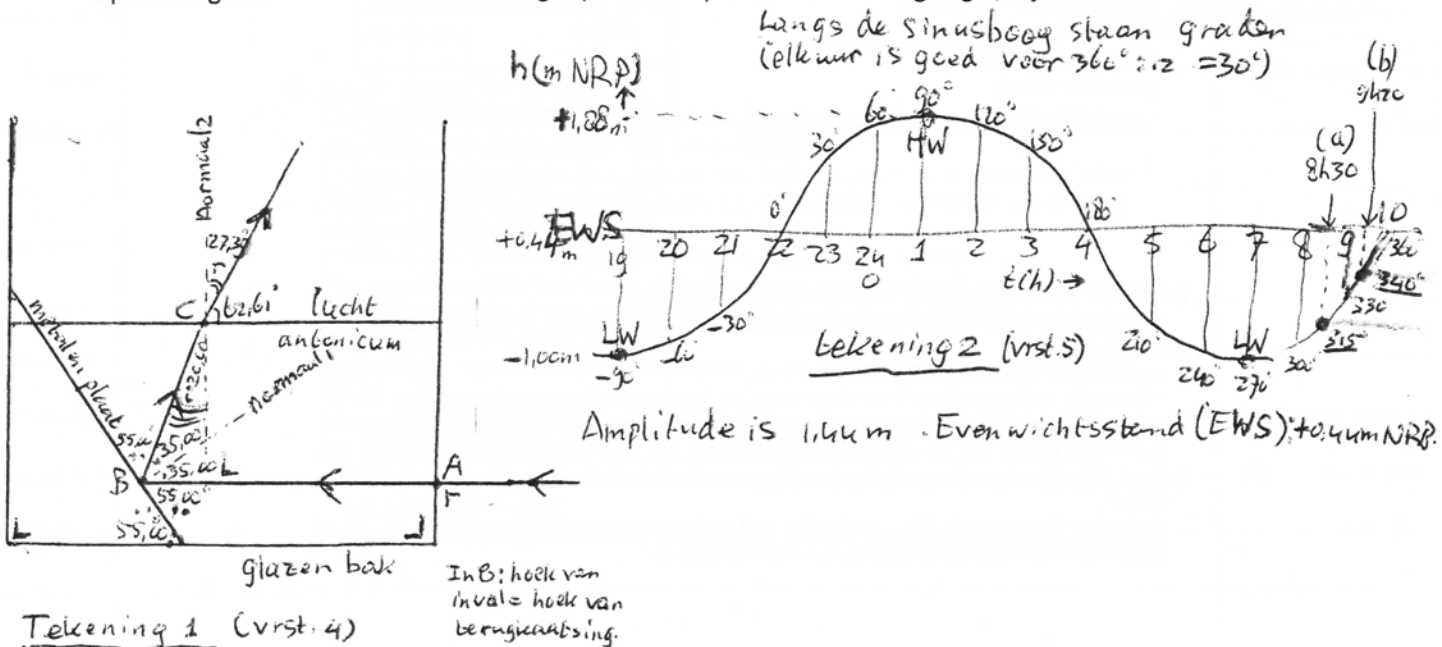 Langs de sinusboog staan graden
(elk uur is goed voor 360° : 12 = 30°)
h (m NRP)
+1,88m
EWS
+0,44m
-1,00m
LW
-90°
-30°
0°
30
60°
90°
HW
120°
150°
180°
210°
240°
LW
270°
300
315°
330
340°
360
19 20 21 22 23 24 0 1 2 3 4 5 6 7 8 9 10
t(h) →
(a)
8h30
(b)
9h20
tekening 2 (vrst. 5)
Amplitude is 1,44m. Evenwichtsstand (EWS): +0,44m NRP.
Normaal 2
C
62,61°
lucht
normaal 1
metalen plaat
55,00
35,00
35,00
B
55,00°
55,00
A
glazen bak
In B: hoek van
inval = hoek van
terugkaatsing.
Tekening 1 (vrst. 4)